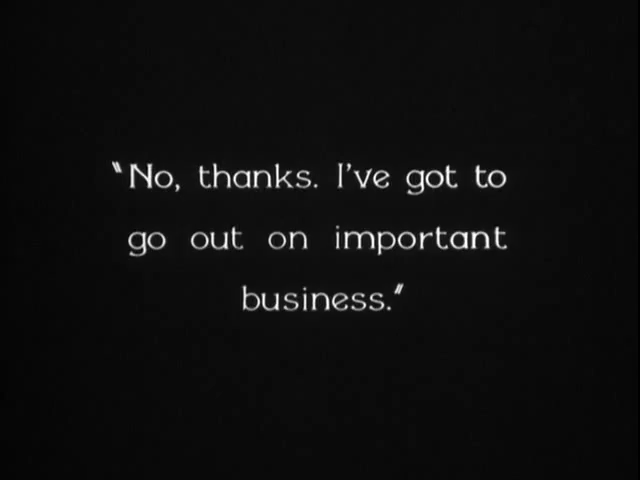 "No, thanks. I've got to
go out on important
business."